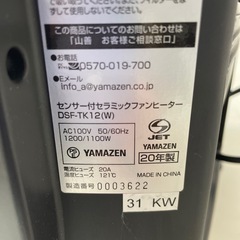 この商品についてのお問い合わせは
「山善 お客様ご相談窓口」
0570-019-700
●Eメール
info_a@yamazen.co.jp
センサー付セラミックファンヒーター
DSF-TK12(W)
AC100V 50/60Hz
1200/1100W
YAMAZEN
JET
YAMAZEN
20年製
電流ヒューズ 20A
温度ヒューズ 121℃
MADE IN CHINA
製造番号 0003622
31 KW